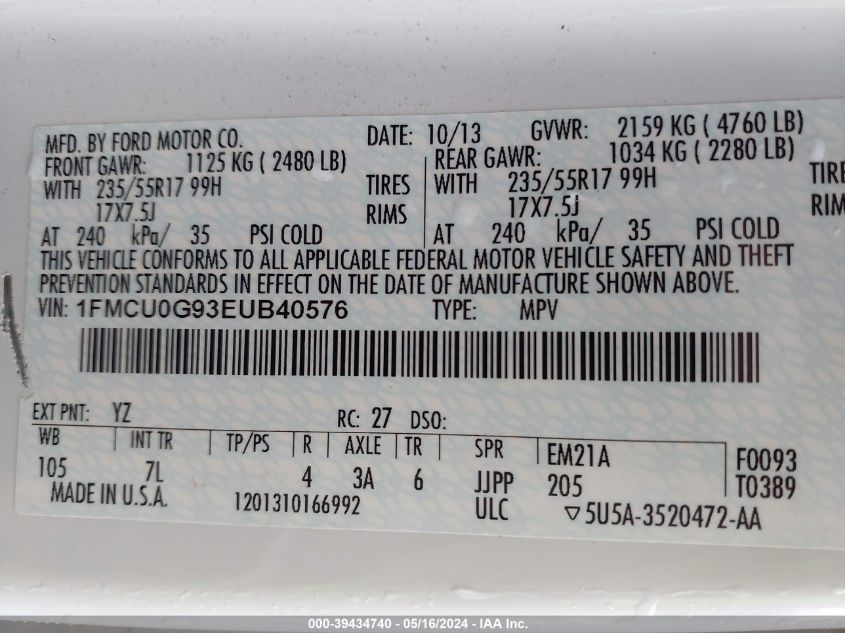 MFD. BY FORD MOTOR CO. DATE: 10/13 GVWR: 2159 KG ( 4760 LB)
FRONT GAWR: 1125 KG ( 2480 LB) REAR GAWR: 1034 KG ( 2280 LB)
WITH 235/55R17 99H TIRES WITH 235/55R17 99H TIRE
17X7.5J RIMS 17X7.5J RIM
AT 240 kPa/ 35 PSI COLD AT 240 kPa/ 35 PSI COLD
THIS VEHICLE CONFORMS TO ALL APPLICABLE FEDERAL MOTOR VEHICLE SAFETY AND THEFT
PREVENTION STANDARDS IN EFFECT ON THE DATE OF MANUFACTURE SHOWN ABOVE.
VIN: 1FMCU0G93EUB40576 TYPE: MPV
EXT PNT: YZ RC: 27 DSO:
WB INT TR TP/PS R AXLE TR SPR EM21A F0093
105 7L 4 3A 6 JJPP 205 T0389
MADE IN U.S.A. 1201310166992 ULC ▽5U5A-3520472-AA
000-39434740 - 05/16/2024 - IAA Inc.